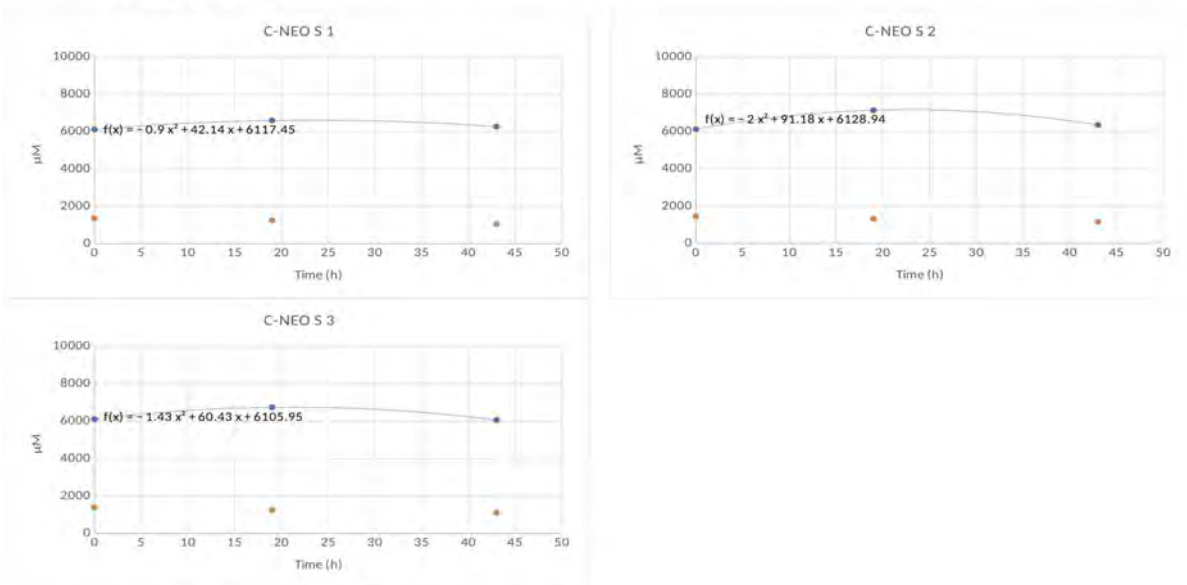 C-NEO S 1
10000
8000
6000
4000
2000
0
µM
f(x) = − 0.9 x² + 42.14 x + 6117.45
0 5 10 15 20 25 30 35 40 45 50
Time (h)
C-NEO S 2
10000
8000
6000
4000
2000
0
µM
f(x) = − 2 x² + 91.18 x + 6128.94
0 5 10 15 20 25 30 35 40 45 50
Time (h)
C-NEO S 3
10000
8000
6000
4000
2000
0
µM
f(x) = − 1.43 x² + 60.43 x + 6105.95
0 5 10 15 20 25 30 35 40 45 50
Time (h)